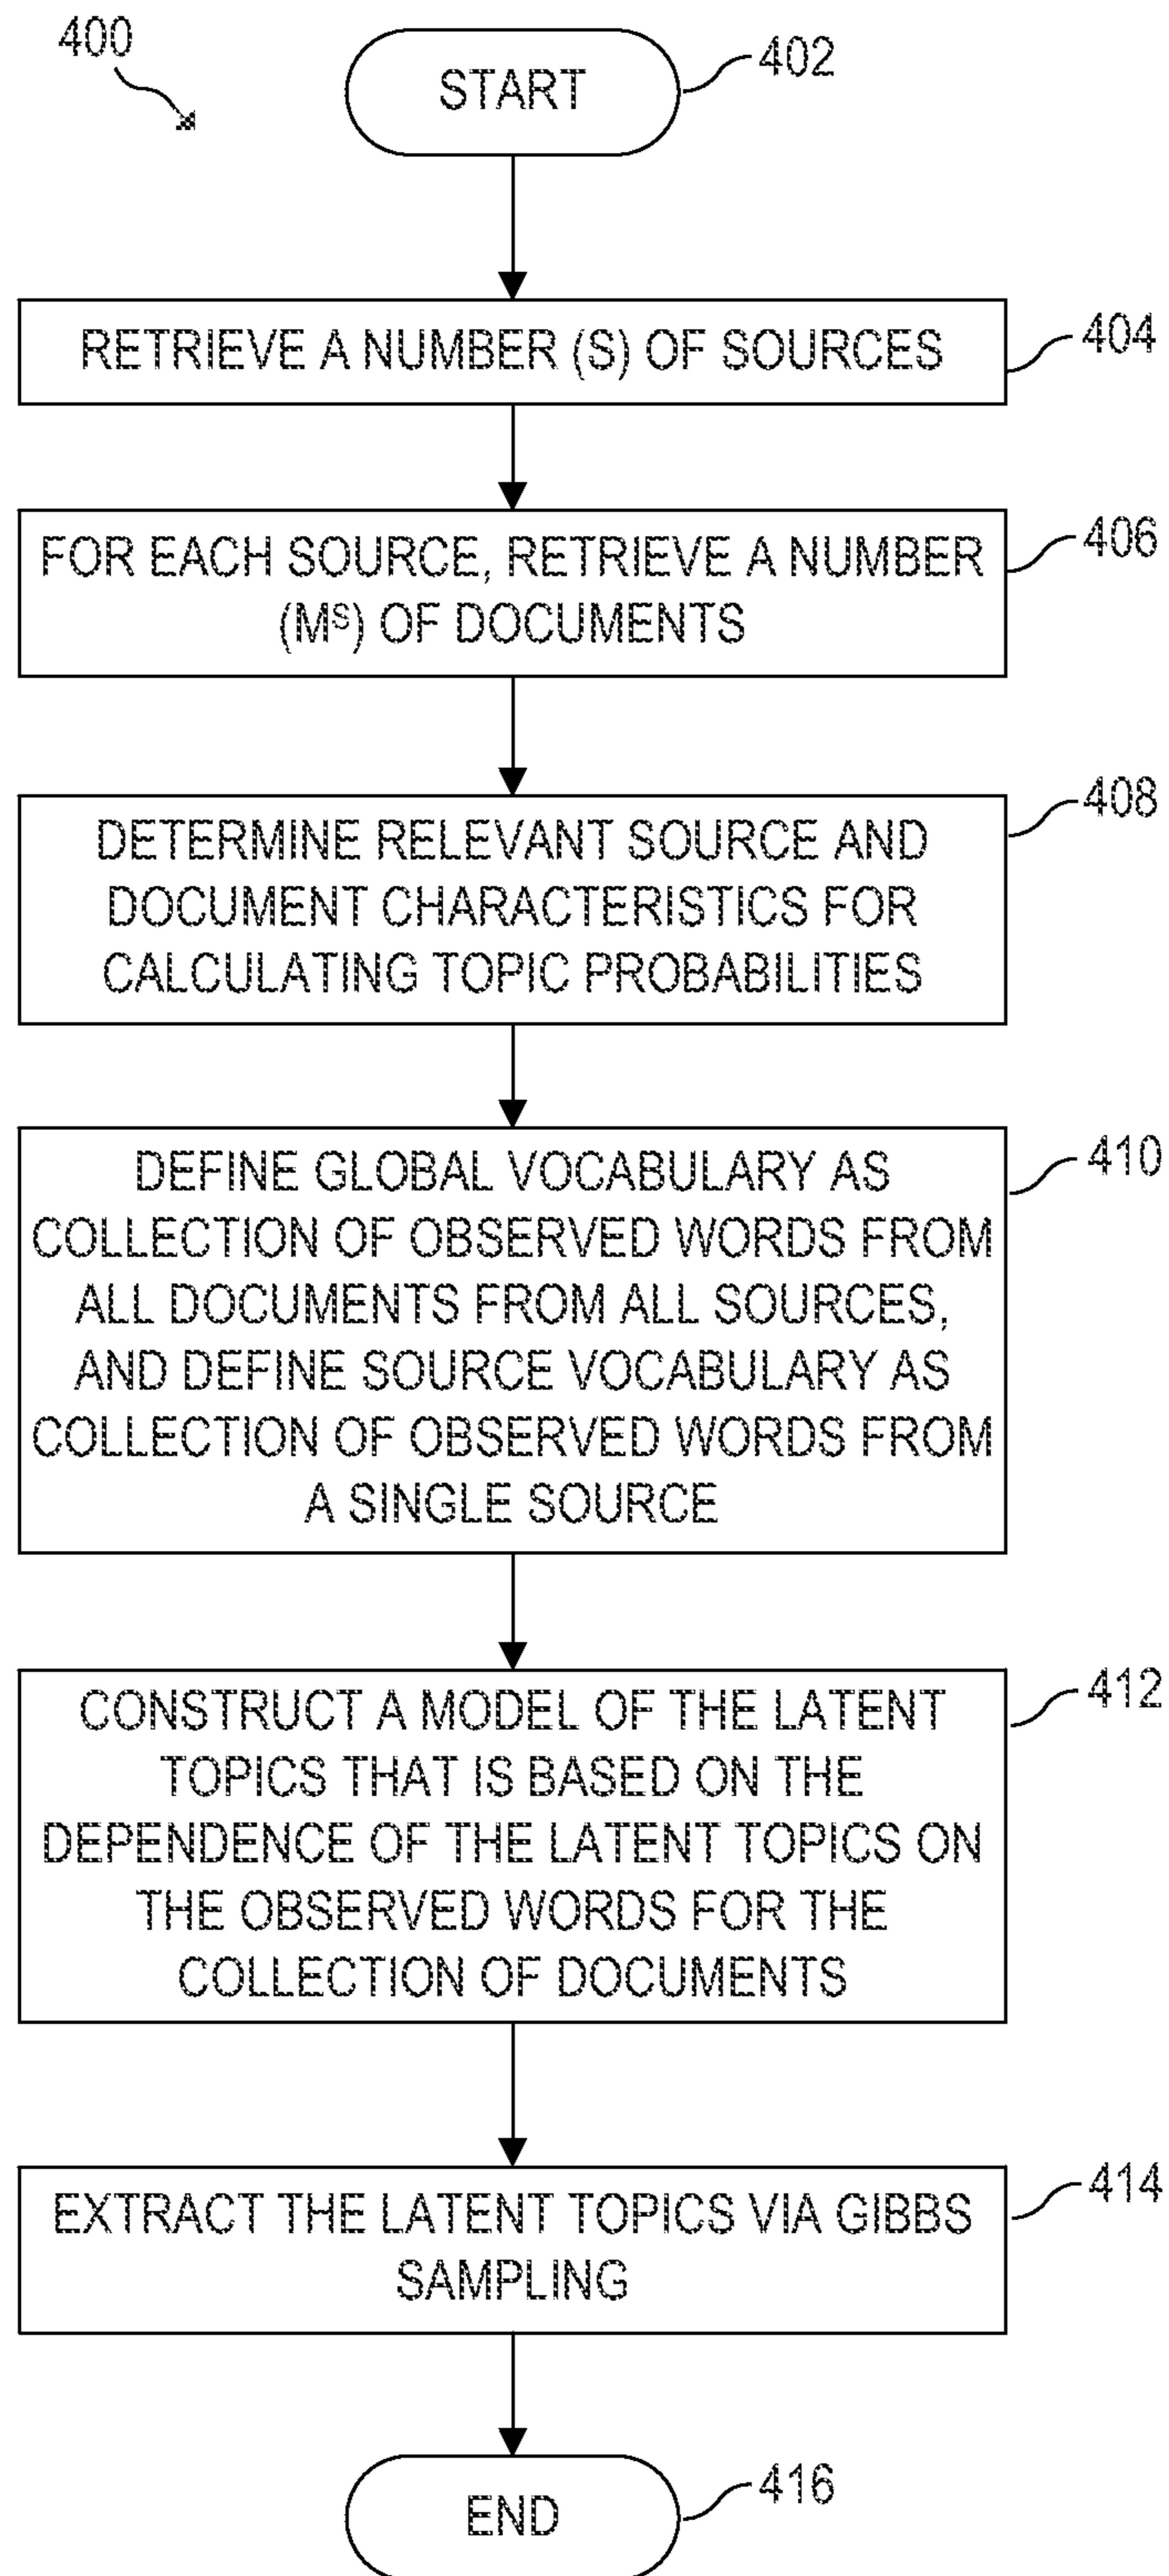 400
START
402
RETRIEVE A NUMBER (S) OF SOURCES
404
FOR EACH SOURCE, RETRIEVE A NUMBER
(Mˢ) OF DOCUMENTS
406
DETERMINE RELEVANT SOURCE AND
DOCUMENT CHARACTERISTICS FOR
CALCULATING TOPIC PROBABILITIES
408
DEFINE GLOBAL VOCABULARY AS
COLLECTION OF OBSERVED WORDS FROM
ALL DOCUMENTS FROM ALL SOURCES,
AND DEFINE SOURCE VOCABULARY AS
COLLECTION OF OBSERVED WORDS FROM
A SINGLE SOURCE
410
CONSTRUCT A MODEL OF THE LATENT
TOPICS THAT IS BASED ON THE
DEPENDENCE OF THE LATENT TOPICS ON
THE OBSERVED WORDS FOR THE
COLLECTION OF DOCUMENTS
412
EXTRACT THE LATENT TOPICS VIA GIBBS
SAMPLING
414
END
416